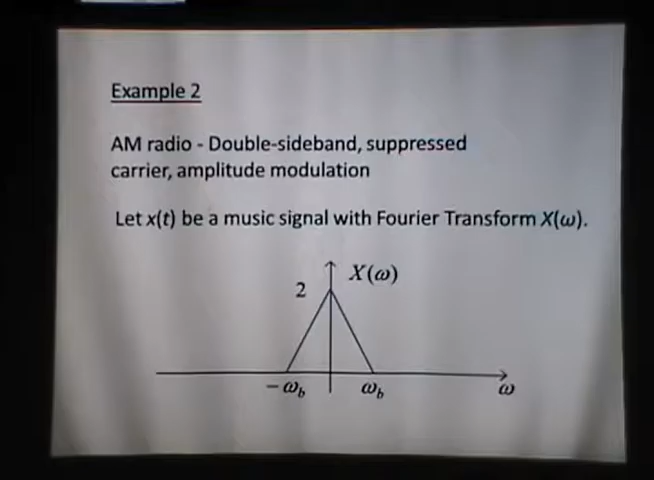 Example 2
AM radio - Double-sideband, suppressed
carrier, amplitude modulation
Let x(t) be a music signal with Fourier Transform X(ω).
X(ω)
2
−ω_b
ω_b
ω